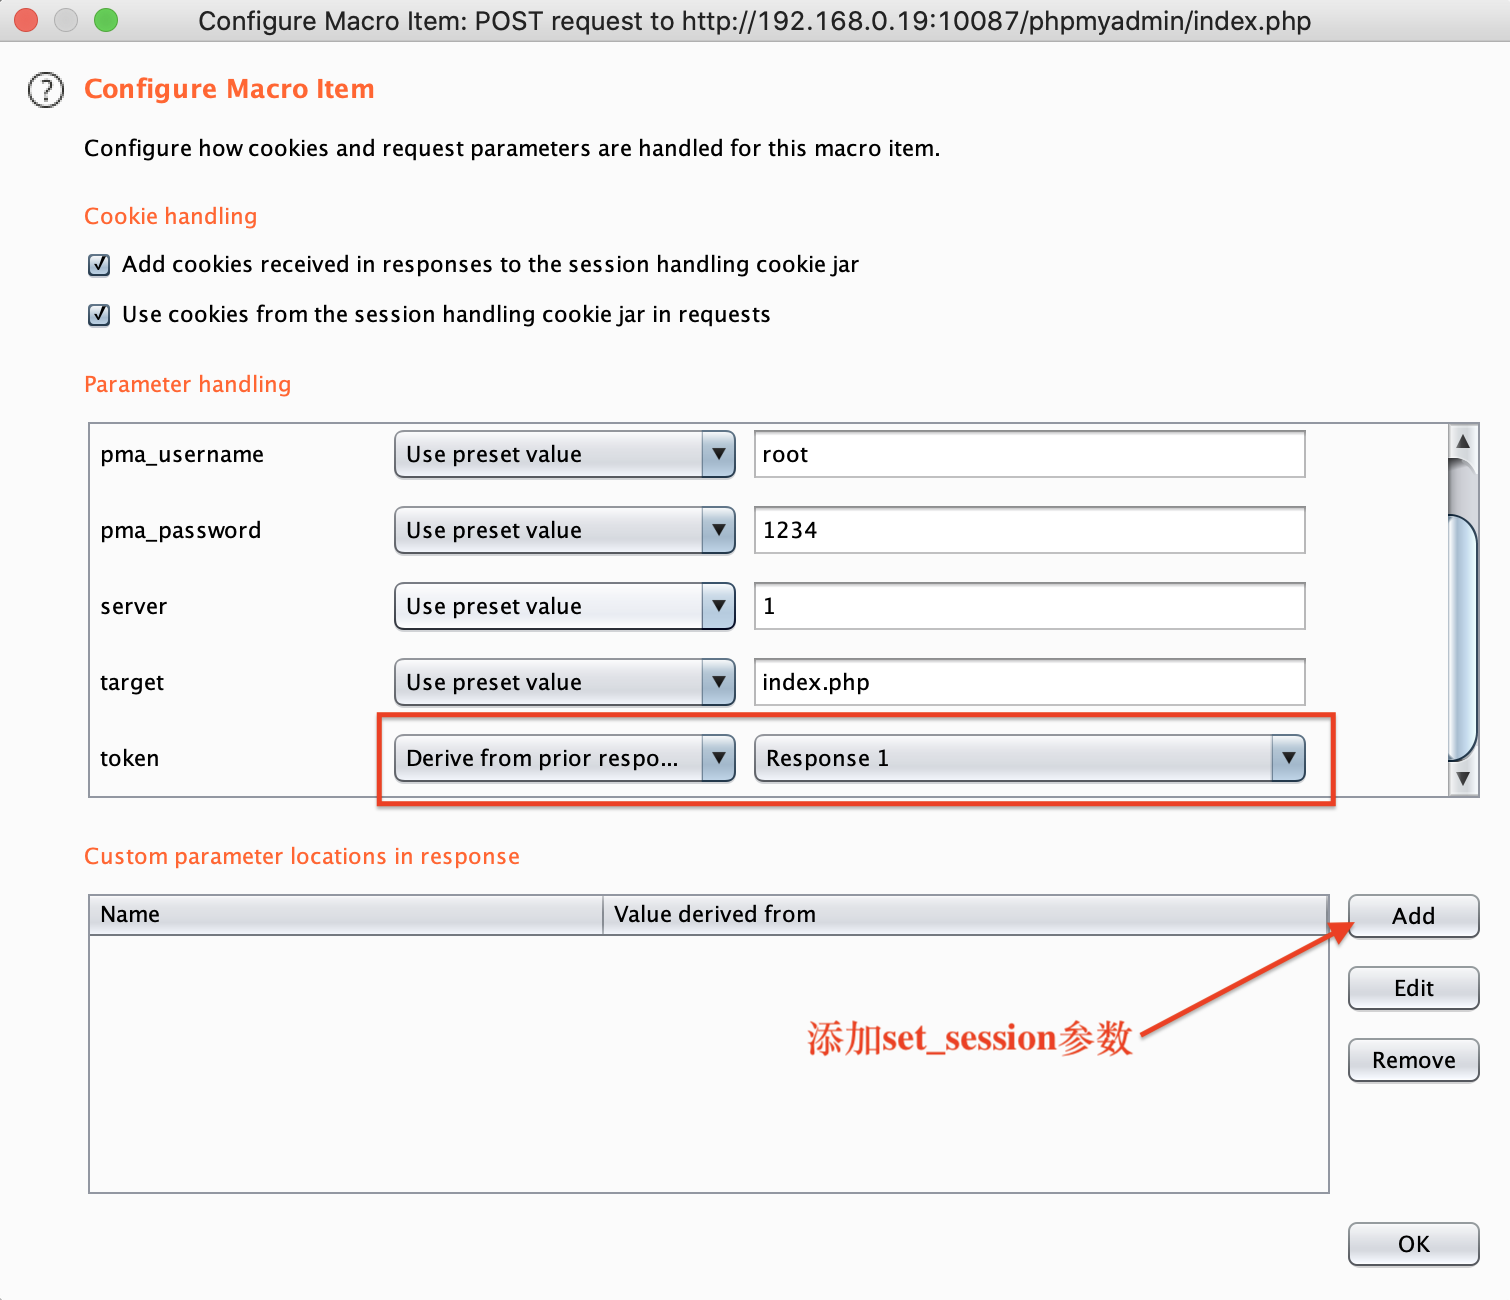 Configure Macro Item: POST request to http://192.168.0.19:10087/phpmyadmin/index.php
? Configure Macro Item
Configure how cookies and request parameters are handled for this macro item.
Cookie handling
Add cookies received in responses to the session handling cookie jar
Use cookies from the session handling cookie jar in requests
Parameter handling
pma_username Use preset value root
pma_password Use preset value 1234
server Use preset value 1
target Use preset value index.php
token Derive from prior respo... Response 1
Custom parameter locations in response
Name Value derived from Add
Edit
添加set_session参数
Remove
OK